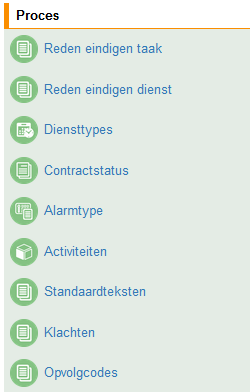 Proces
Reden eindigen taak
Reden eindigen dienst
Diensttypes
Contractstatus
Alarmtype
Activiteiten
Standaardteksten
Klachten
Opvolgcodes